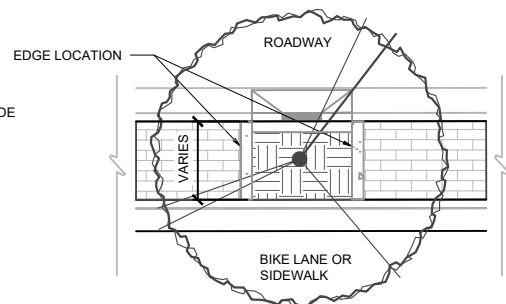 ROADWAY
EDGE LOCATION
DE
VARIES
BIKE LANE OR
SIDEWALK